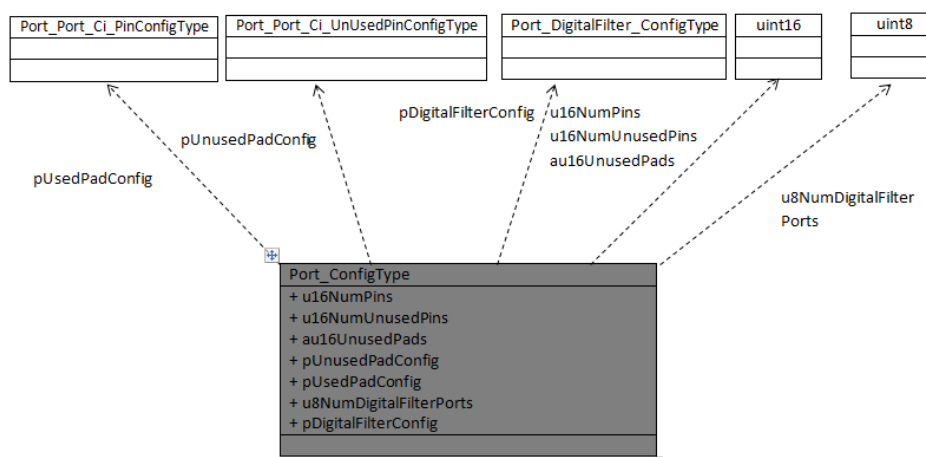 Port_Port_Ci_PinConfigType
Port_Port_Ci_UnUsedPinConfigType
Port_DigitalFilter_ConfigType
uint16
uint8
pDigitalFilterConfig
u16NumPins
u16NumUnusedPins
au16UnusedPads
pUnusedPadConfig
pUsedPadConfig
u8NumDigitalFilter
Ports
Port_ConfigType
+ u16NumPins
+ u16NumUnusedPins
+ au16UnusedPads
+ pUnusedPadConfig
+ pUsedPadConfig
+ u8NumDigitalFilterPorts
+ pDigitalFilterConfig